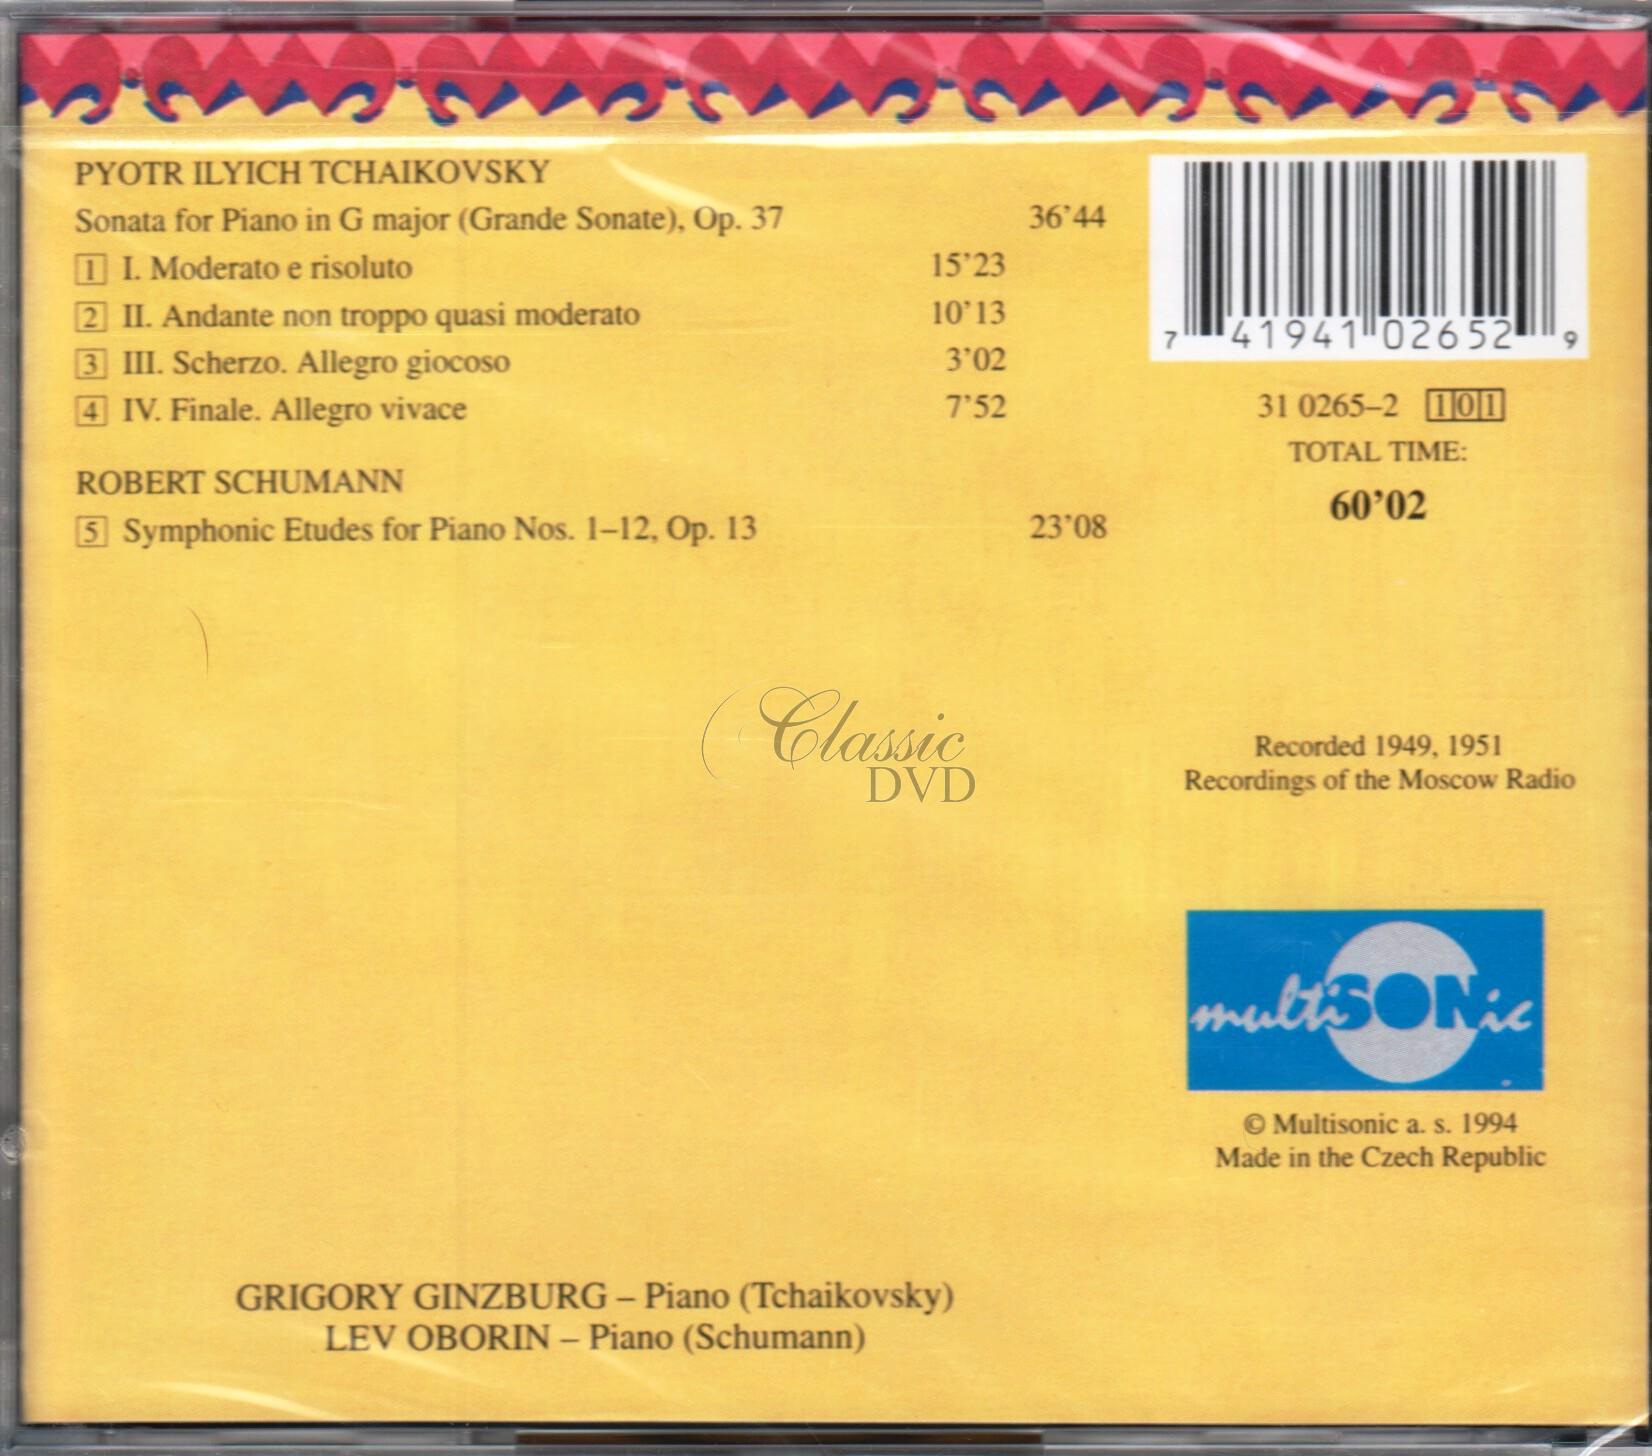 PYOTR ILYICH TCHAIKOVSKY
Sonata for Piano in G major (Grande Sonate), Op. 37 36'44
1 I. Moderato e risoluto 15'23
2 II. Andante non troppo quasi moderato 10'13
3 III. Scherzo. Allegro giocoso 3'02
4 IV. Finale. Allegro vivace 7'52
ROBERT SCHUMANN
5 Symphonic Etudes for Piano Nos. 1–12, Op. 13 23'08
7 41941 02652 9
31 0265–2 101
TOTAL TIME:
60'02
Classic
DVD
Recorded 1949, 1951
Recordings of the Moscow Radio
multiSONic
© Multisonic a. s. 1994
Made in the Czech Republic
GRIGORY GINZBURG – Piano (Tchaikovsky)
LEV OBORIN – Piano (Schumann)